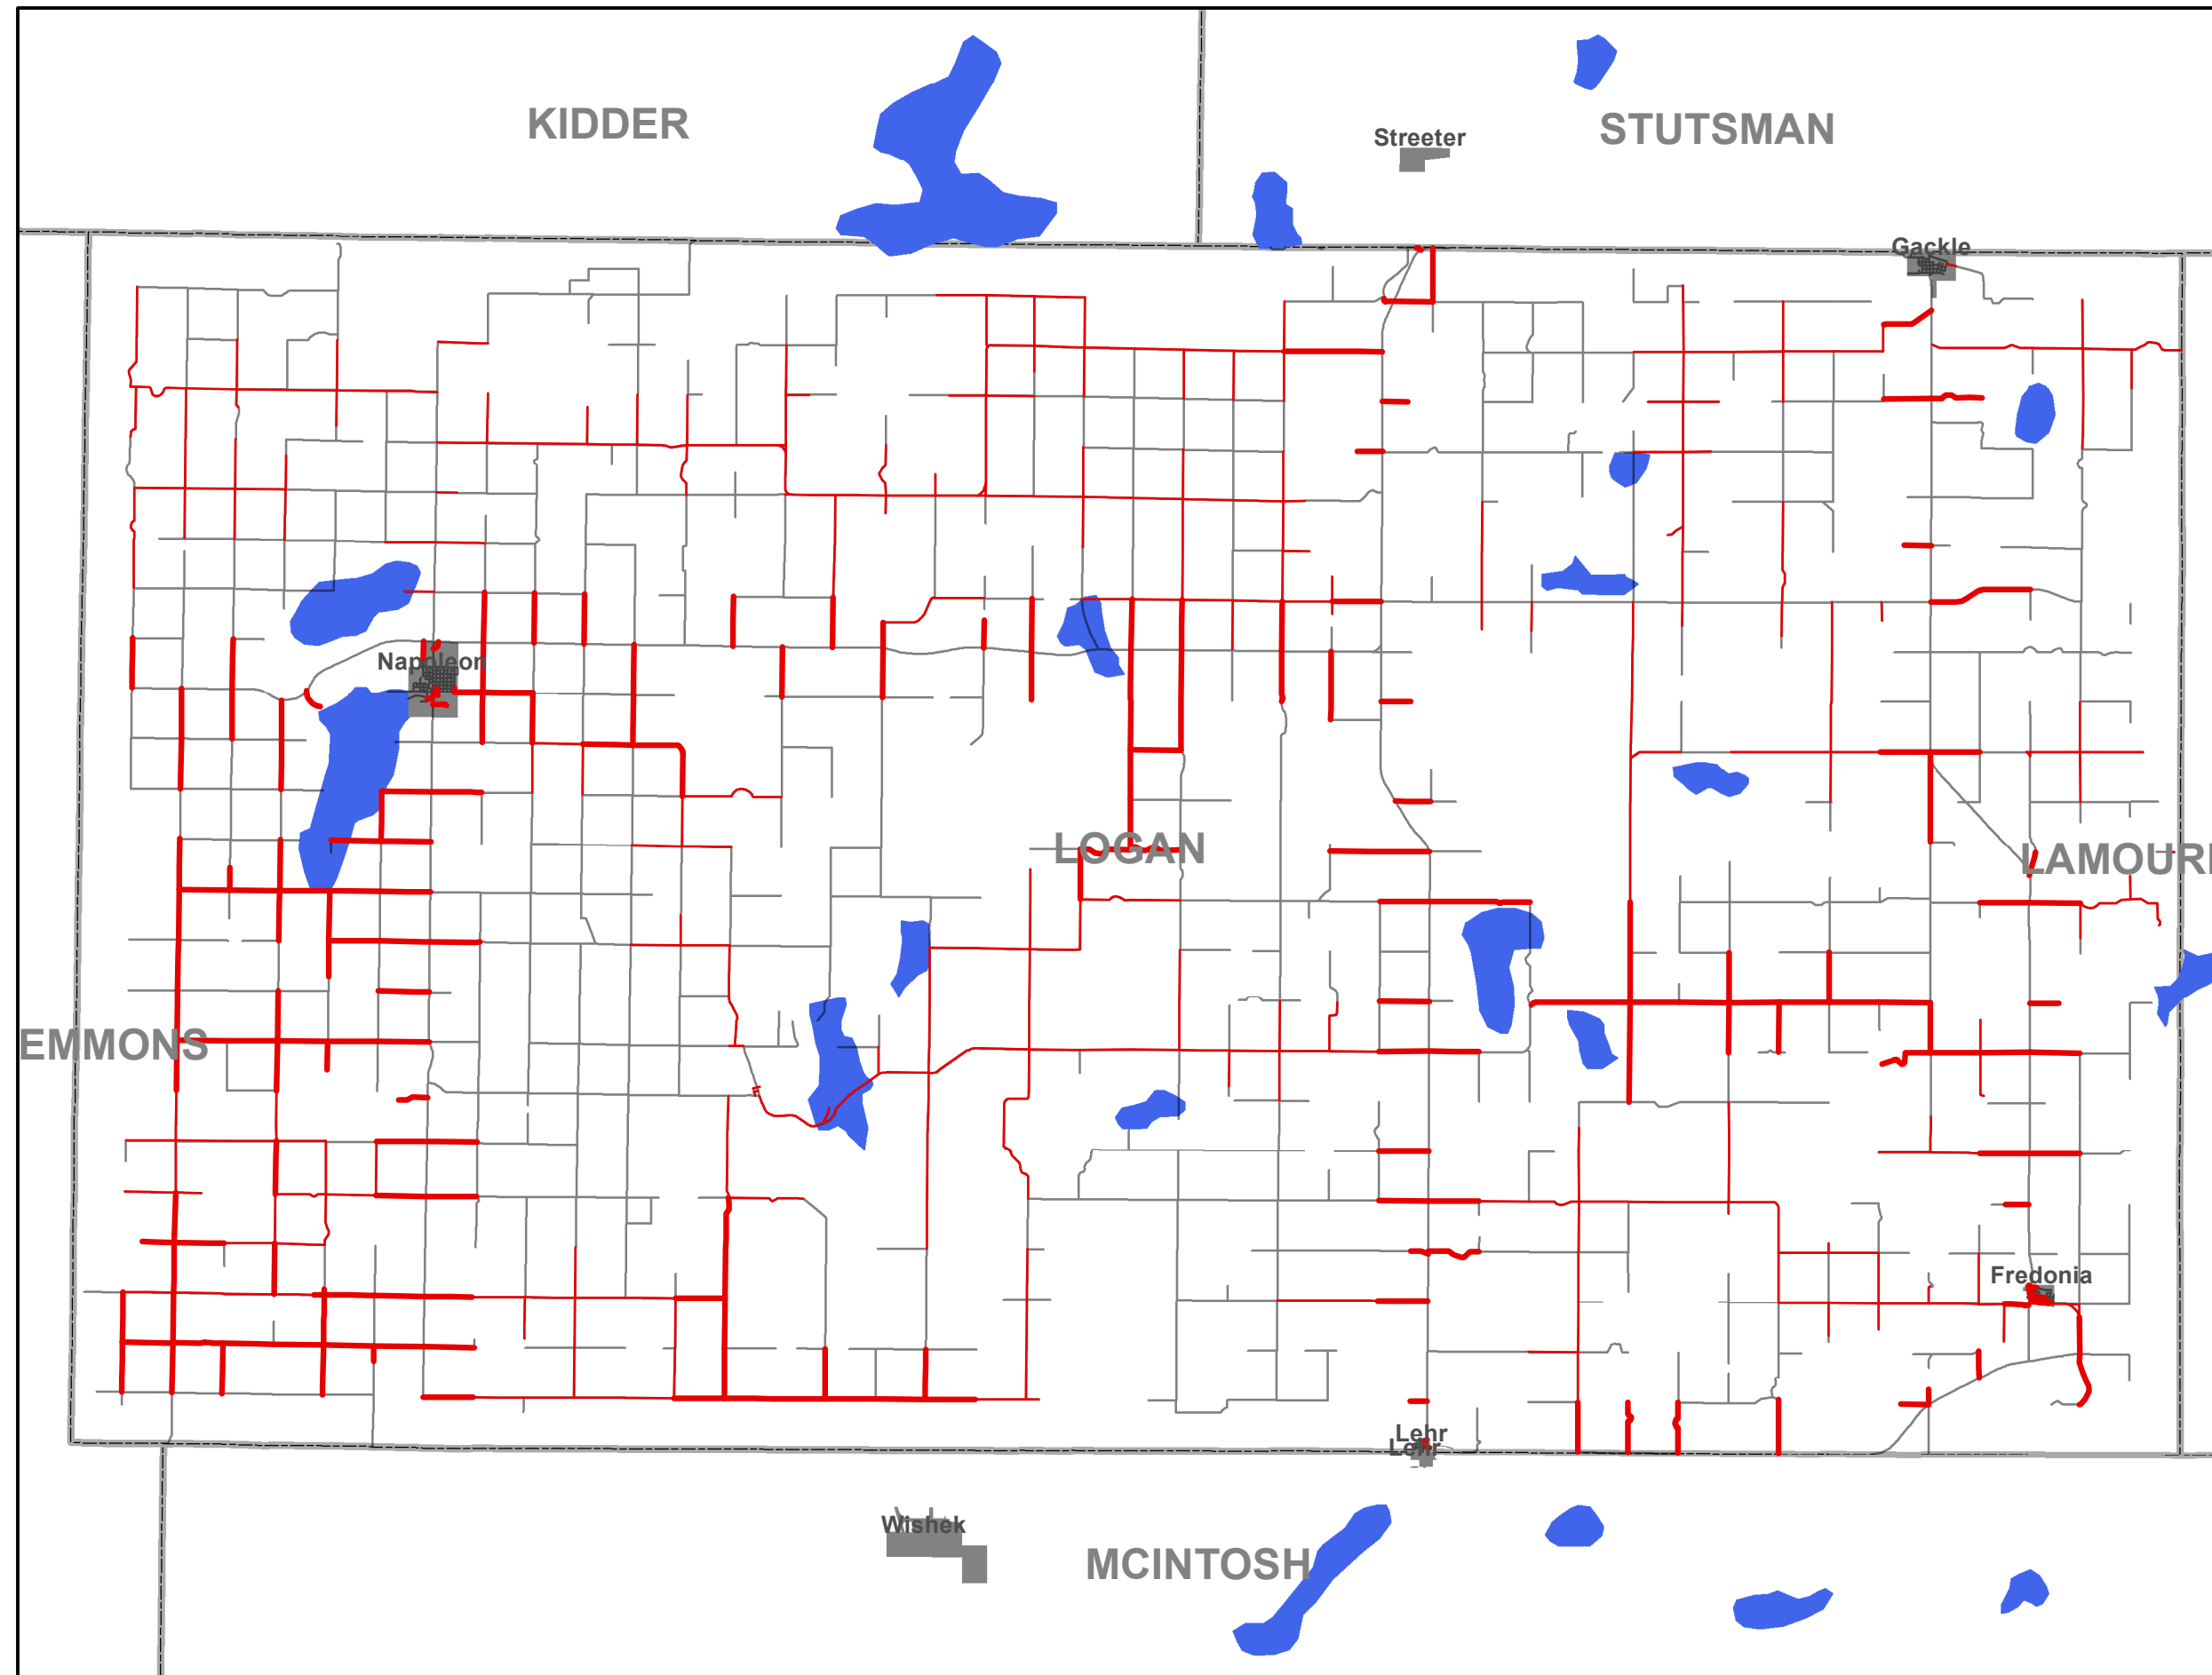 KIDDER
STUTSMAN
Streeter
Gackle
Napoleon
LOGAN
LAMOURE
EMMONS
Fredonia
Lehr
Lehr
Wishek
MCINTOSH